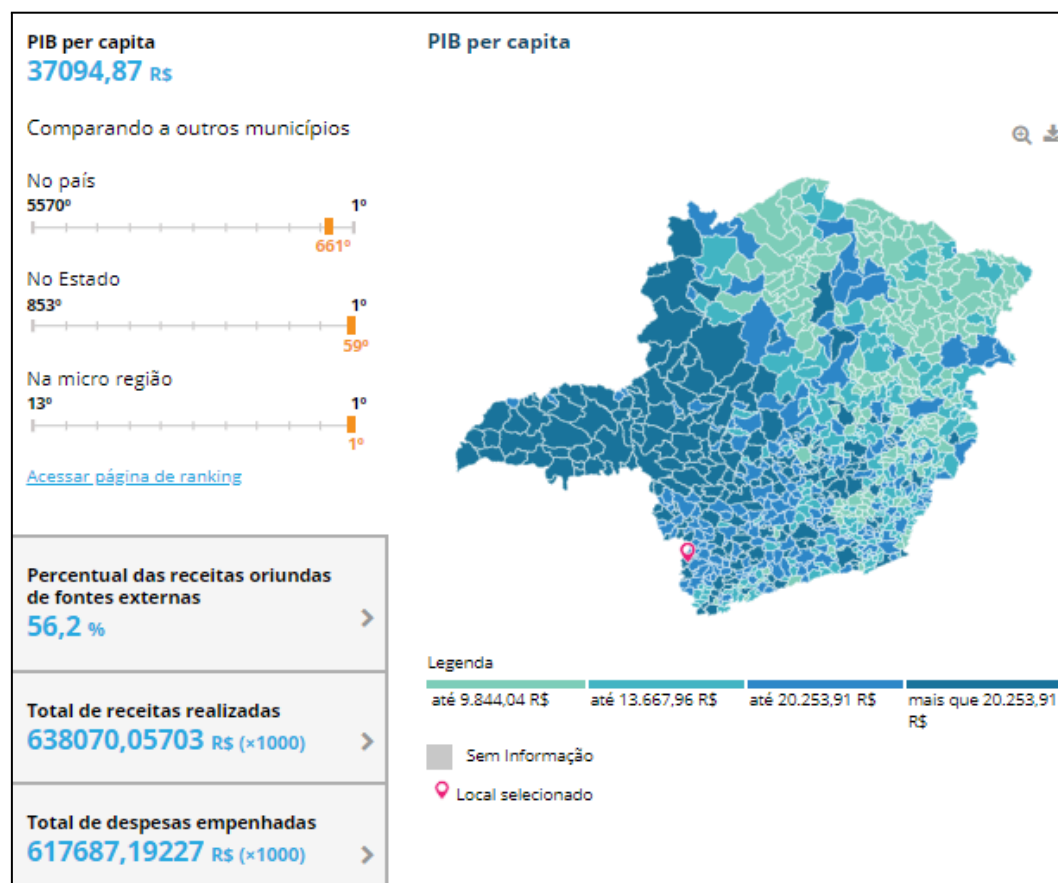 PIB per capita
37094,87 R$
Comparando a outros municípios
No país
5570º 1º
661º
No Estado
853º 1º
59º
Na micro região
13º 1º
1º
Acessar página de ranking
Percentual das receitas oriundas
de fontes externas
56,2 %
Total de receitas realizadas
638070,05703 R$ (×1000)
Total de despesas empenhadas
617687,19227 R$ (×1000)
PIB per capita
Legenda
até 9.844,04 R$ até 13.667,96 R$ até 20.253,91 R$ mais que 20.253,91
R$
Sem Informação
Local selecionado